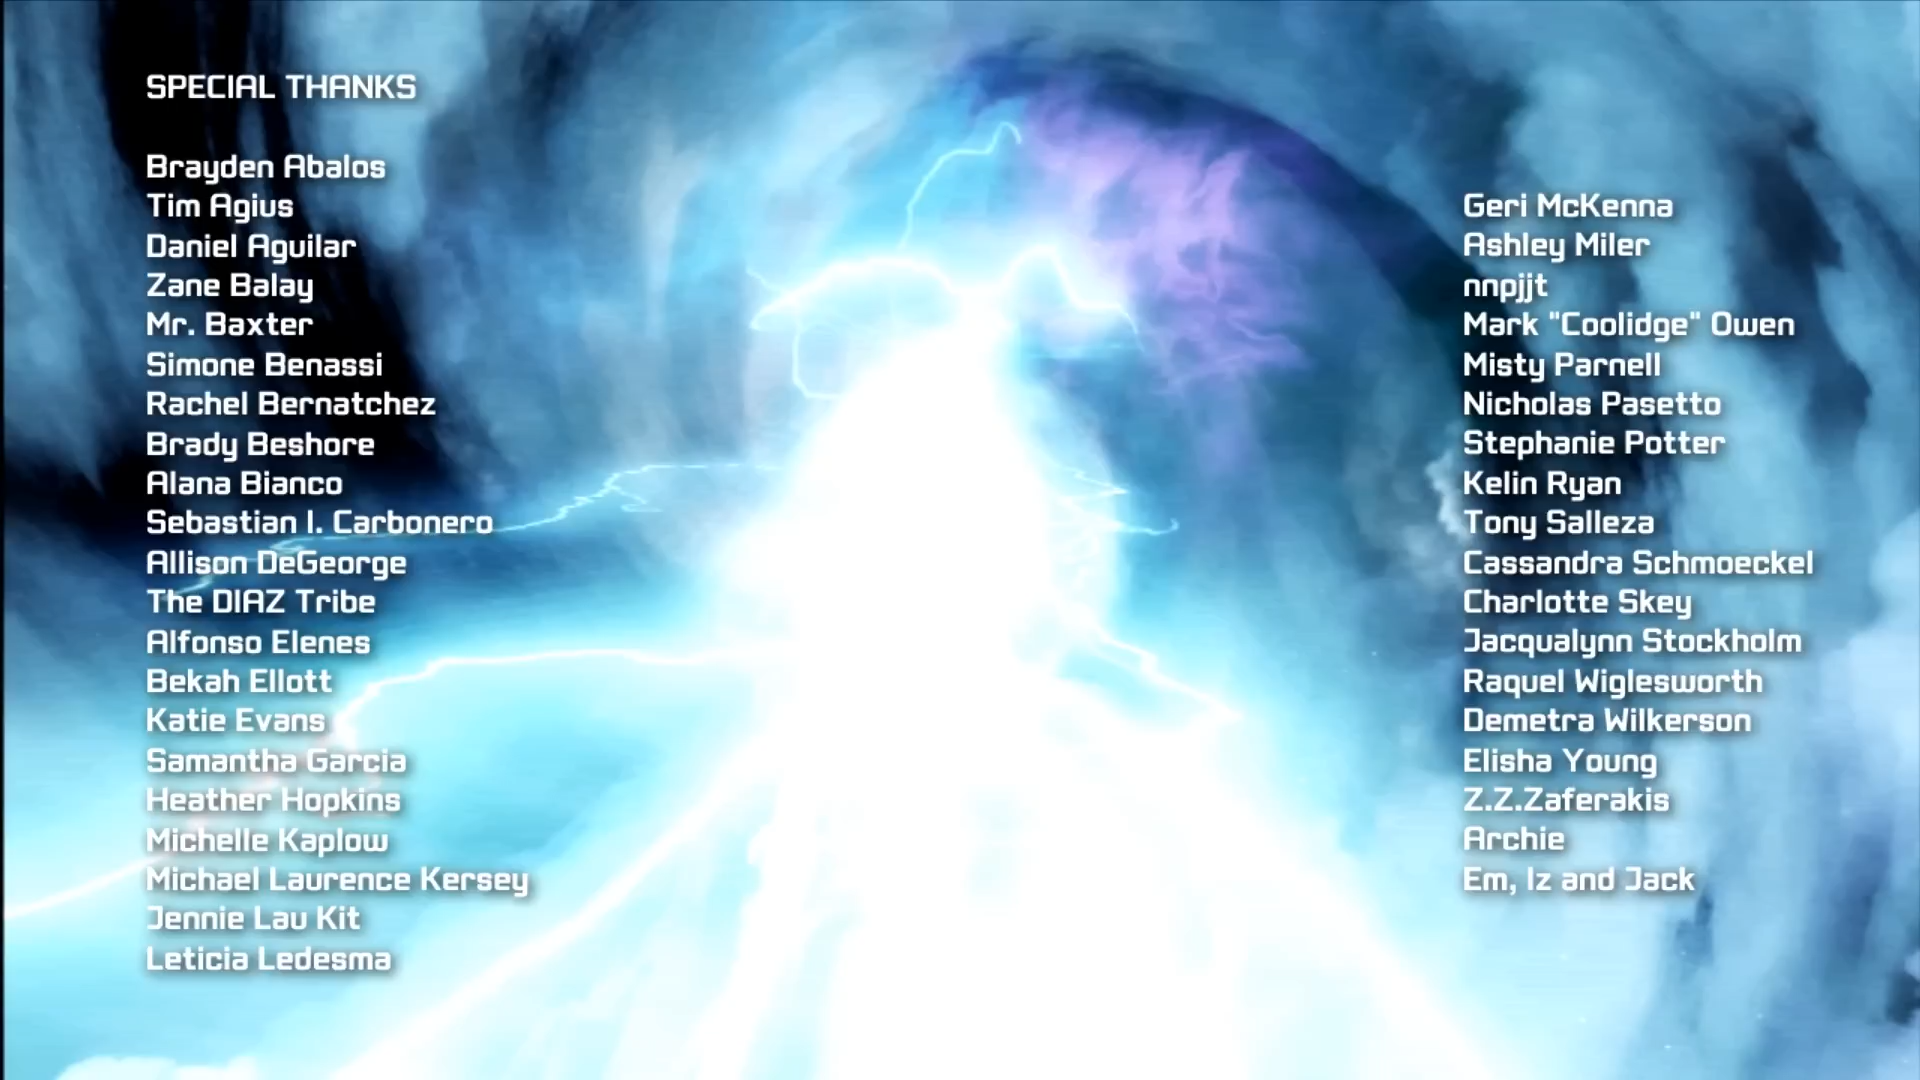 SPECIAL THANKS
Brayden Abalos
Tim Agius
Daniel Aguilar
Zane Balay
Mr. Baxter
Simone Benassi
Rachel Bernatchez
Brady Beshore
Alana Bianco
Sebastian I. Carbonero
Allison DeGeorge
The DIAZ Tribe
Alfonso Elenes
Bekah Ellott
Katie Evans
Samantha Garcia
Heather Hopkins
Michelle Kaplow
Michael Laurence Kersey
Jennie Lau Kit
Leticia Ledesma
Geri McKenna
Ashley Miler
nnpjjt
Mark "Coolidge" Owen
Misty Parnell
Nicholas Pasetto
Stephanie Potter
Kelin Ryan
Tony Salleza
Cassandra Schmoeckel
Charlotte Skey
Jacqualynn Stockholm
Raquel Wiglesworth
Demetra Wilkerson
Elisha Young
Z.Z.Zaferakis
Archie
Em, Iz and Jack